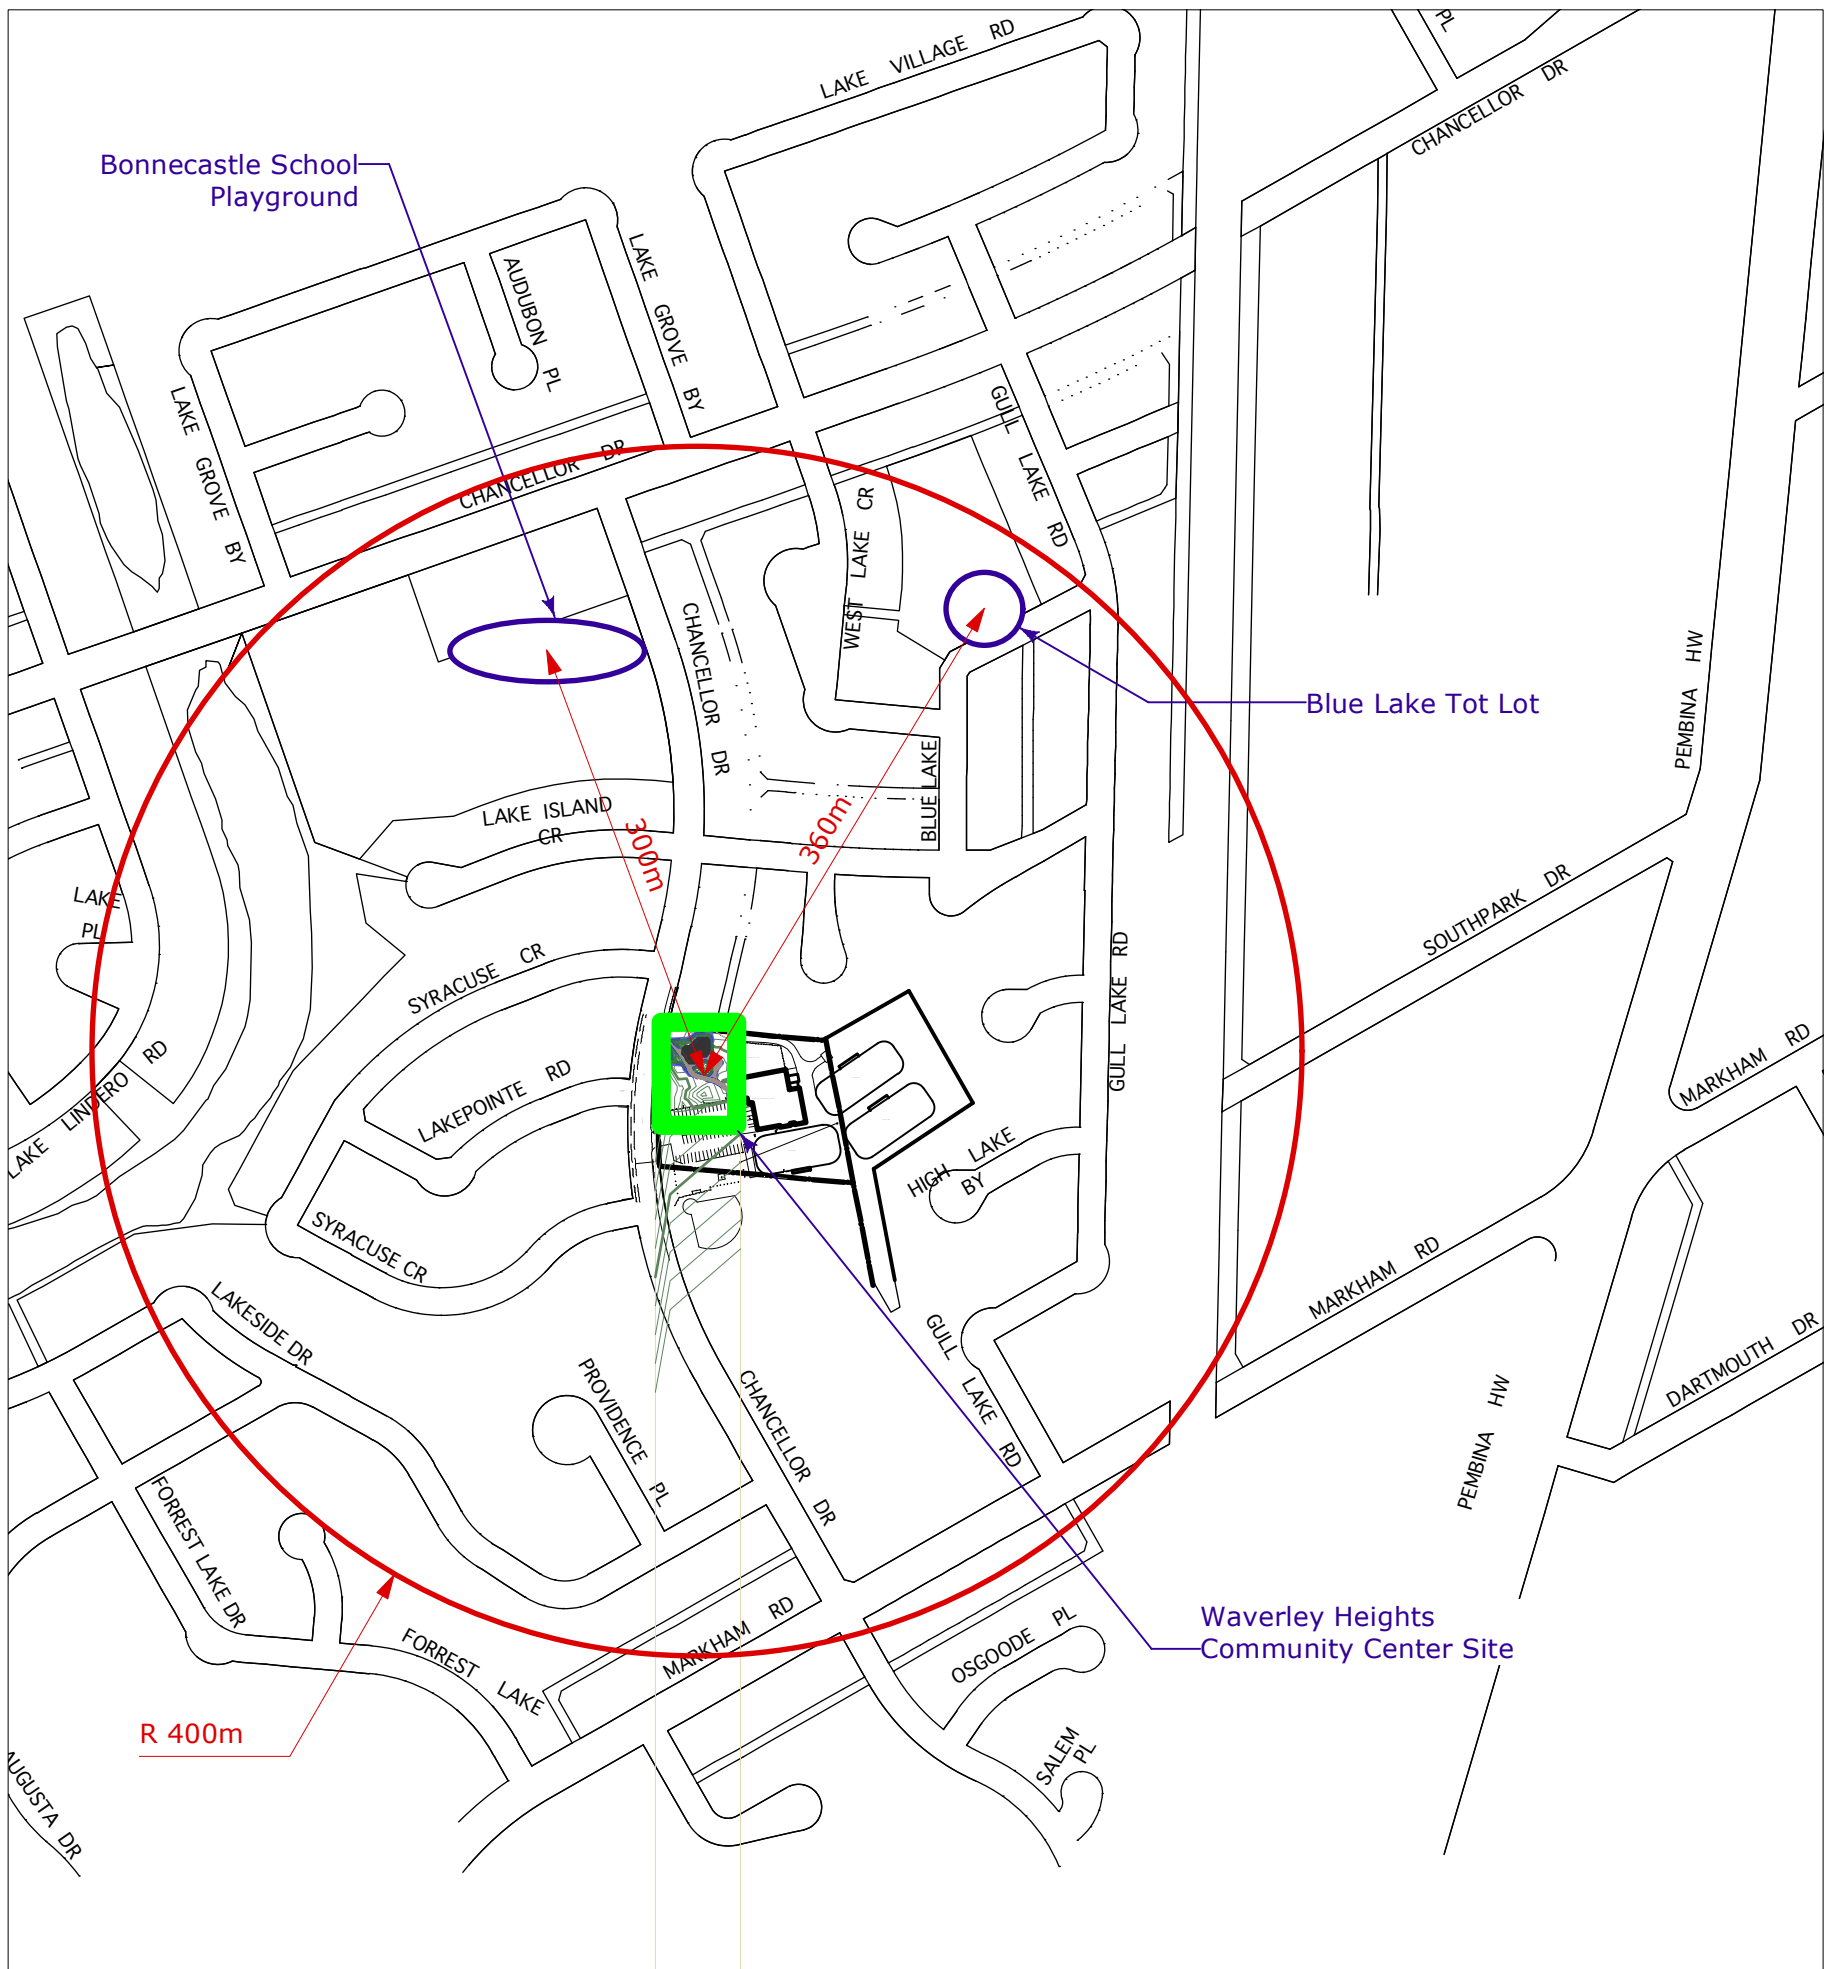 LAKE VILLAGE RD
PL
CHANCELLOR DR
Bonnecastle School
Playground
LAKE GROVE BY
AUDUBON PL
LAKE GROVE BY
CHANCELLOR DR
GULL LAKE RD
WEST LAKE CR
CHANCELLOR DR
PEMBINA HW
Blue Lake Tot Lot
BLUE LAKE
LAKE ISLAND
CR
300m
360m
LAKE
PL
SYRACUSE CR
SOUTHPARK DR
GULL LAKE RD
LAKE LINDERO RD
LAKEPOINTE RD
MARKHAM RD
HIGH LAKE
BY
SYRACUSE CR
MARKHAM RD
LAKESIDE DR
GULL LAKE RD
DARTMOUTH DR
PROVIDENCE PL
CHANCELLOR DR
PEMBINA HW
FORREST LAKE DR
MARKHAM RD
OSGOODE PL
Waverley Heights
Community Center Site
FORREST
LAKE
R 400m
SALEM
PL
AUGUSTA DR